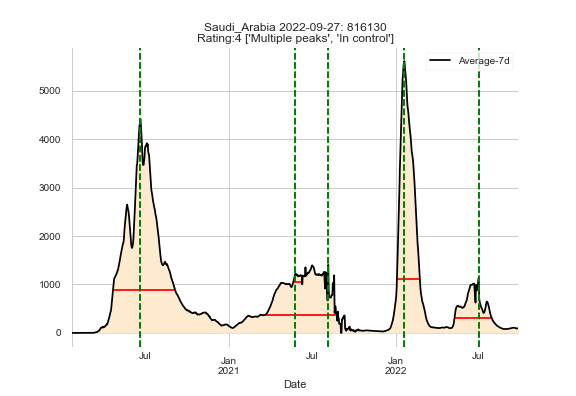 Saudi_Arabia 2022-09-27: 816130
Rating:4 ['Multiple peaks', 'In control']
Average-7d
5000
4000
3000
2000
1000
0
Jul
Jan
2021
Jul
Jan
2022
Jul
Date